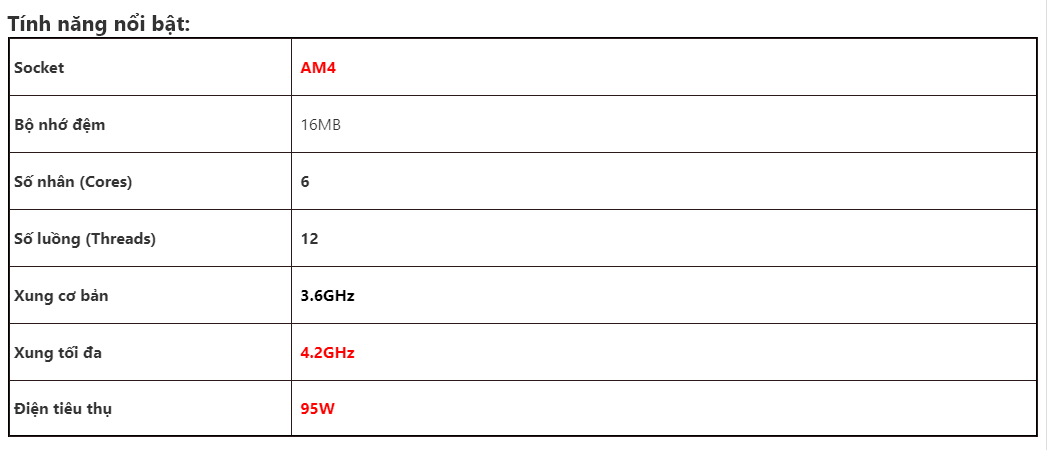 Tính năng nổi bật:
Socket AM4
Bộ nhớ đệm 16MB
Số nhân (Cores) 6
Số luồng (Threads) 12
Xung cơ bản 3.6GHz
Xung tối đa 4.2GHz
Điện tiêu thụ 95W